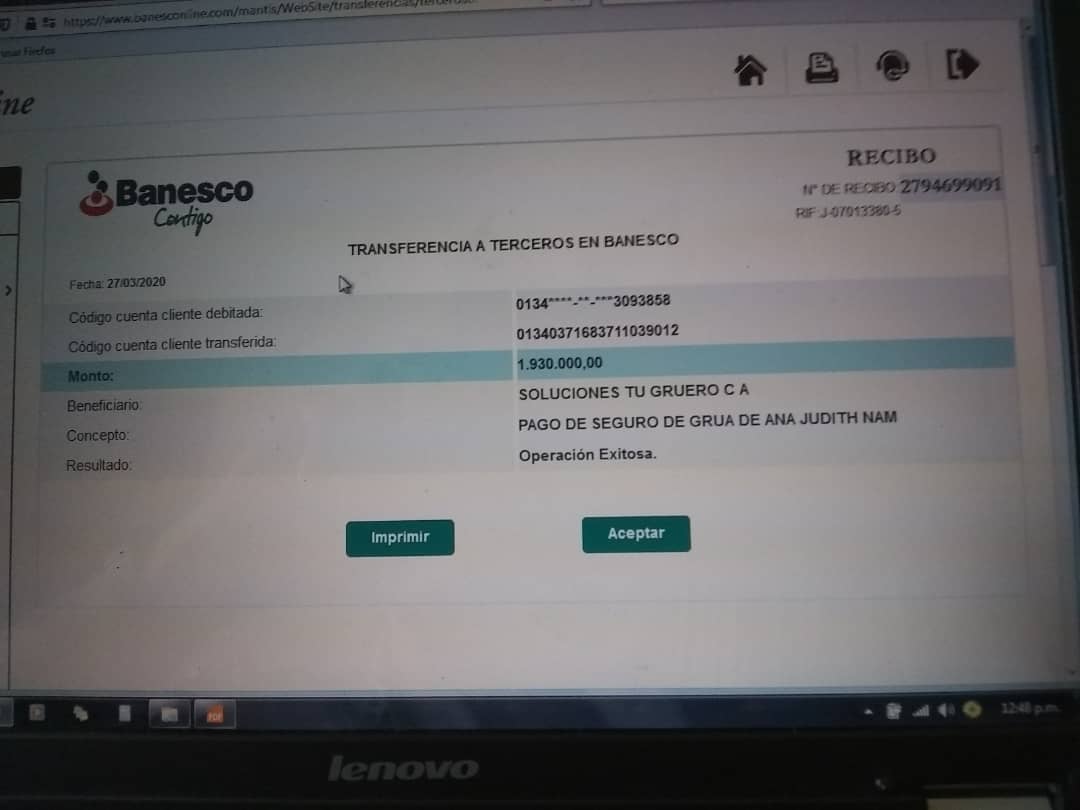 https://www.banesconline.com/mantis/WebSite/transferencias/
Firefox
ine
RECIBO
N° DE RECIBO 2794699091
RIF:J-07013380-5
Banesco
Contigo
TRANSFERENCIA A TERCEROS EN BANESCO
Fecha: 27/03/2020
Código cuenta cliente debitada: 0134****-**-***3093858
Código cuenta cliente transferida: 01340371683711039012
Monto: 1.930.000,00
Beneficiario: SOLUCIONES TU GRUERO C A
Concepto: PAGO DE SEGURO DE GRUA DE ANA JUDITH NAM
Resultado: Operación Exitosa.
Imprimir Aceptar
PDF
12:48 p.m.
lenovo